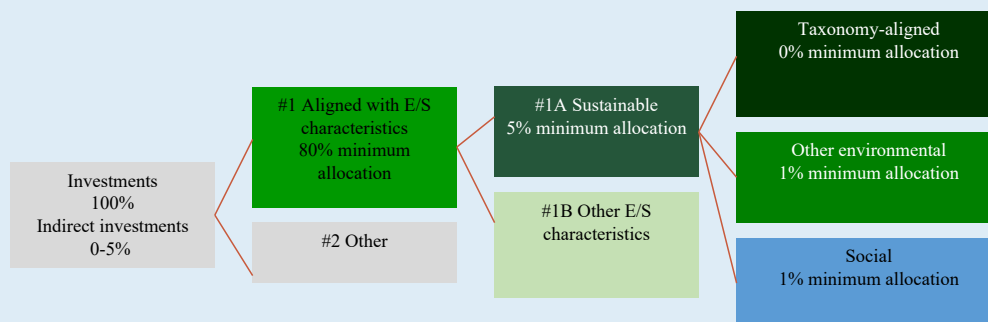 Investments
100%
Indirect investments
0-5%
#1 Aligned with E/S
characteristics
80% minimum
allocation
#2 Other
#1A Sustainable
5% minimum allocation
#1B Other E/S
characteristics
Taxonomy-aligned
0% minimum allocation
Other environmental
1% minimum allocation
Social
1% minimum allocation